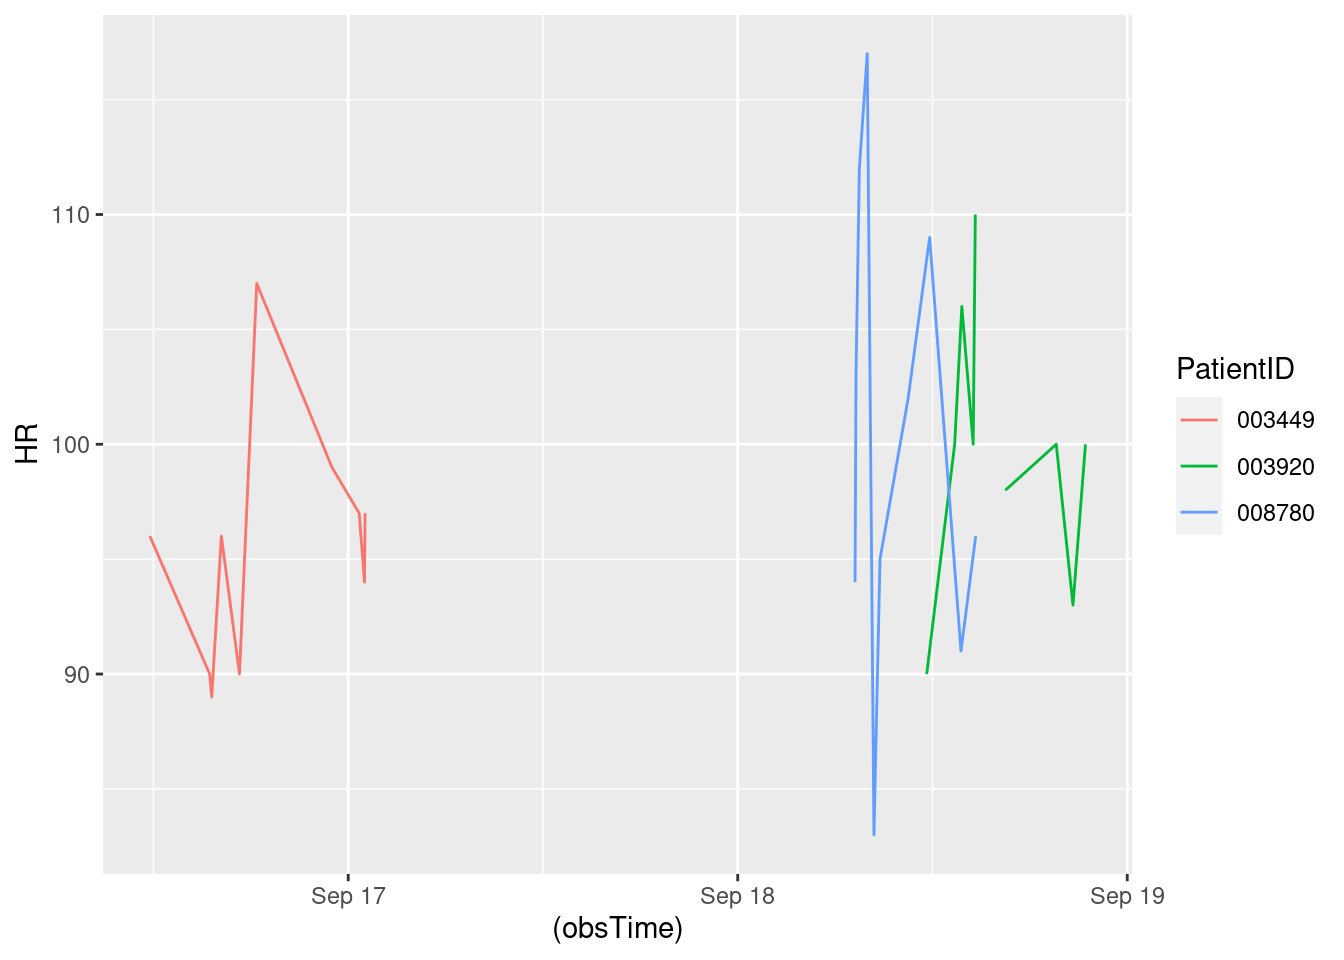 110
100
90
HR
Sep 17
Sep 18
Sep 19
(obsTime)
PatientID
003449
003920
008780